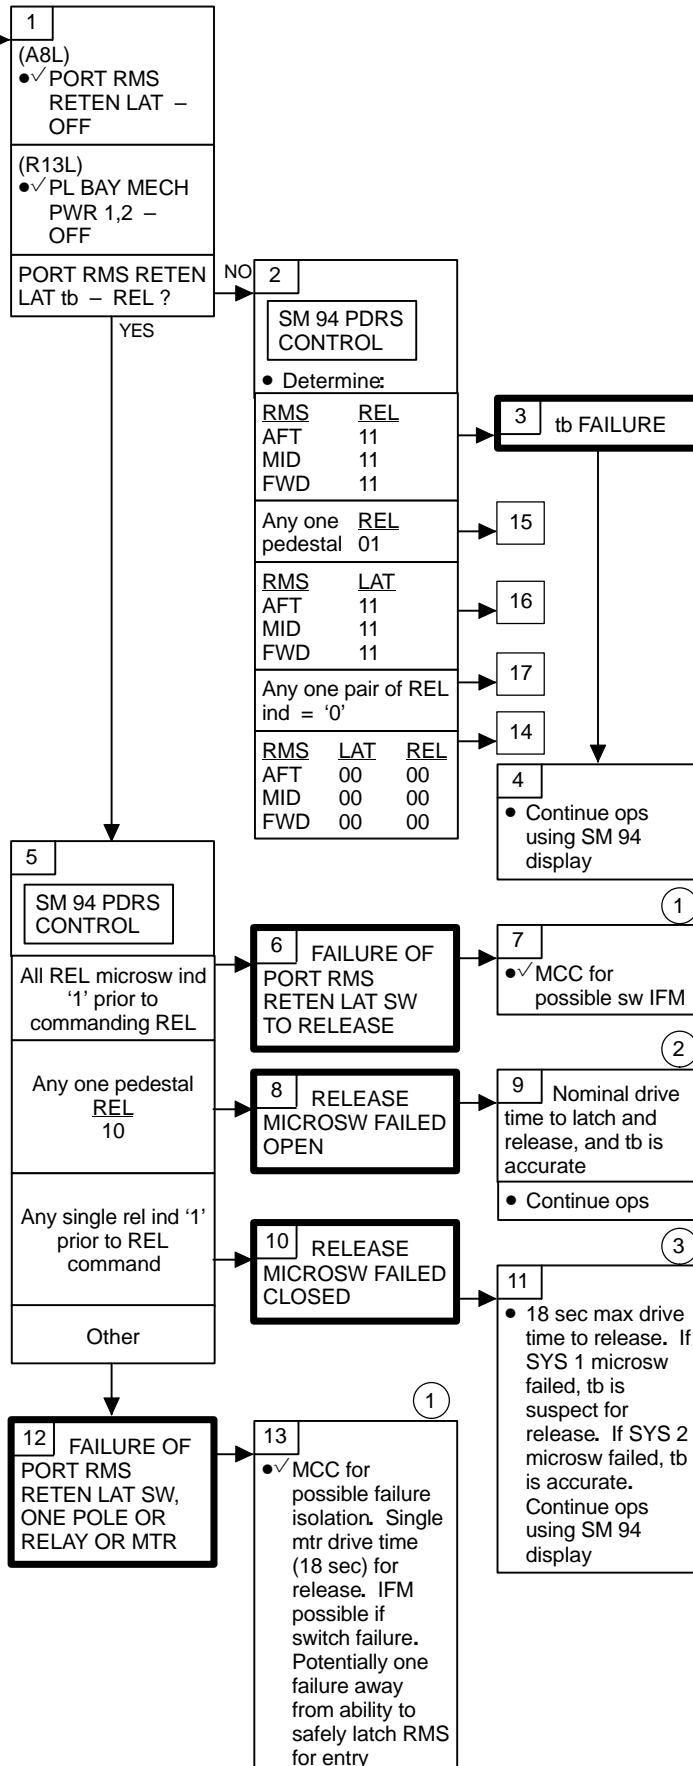 1
(A8L)
●✓PORT RMS
RETEN LAT –
OFF
(R13L)
●✓PL BAY MECH
PWR 1,2 –
OFF
PORT RMS RETEN
LAT tb – REL ?
NO
YES
2
SM 94 PDRS
CONTROL
● Determine:
RMS REL
AFT 11
MID 11
FWD 11
Any one REL
pedestal 01
RMS LAT
AFT 11
MID 11
FWD 11
Any one pair of REL
ind = ‘0’
RMS LAT REL
AFT 00 00
MID 00 00
FWD 00 00
3 tb FAILURE
15
16
17
14
4
● Continue ops
using SM 94
display
5
SM 94 PDRS
CONTROL
All REL microsw ind
‘1’ prior to
commanding REL
Any one pedestal
REL
10
Any single rel ind ‘1’
prior to REL
command
Other
6 FAILURE OF
PORT RMS
RETEN LAT SW
TO RELEASE
1
7
●✓MCC for
possible sw IFM
8 RELEASE
MICROSW FAILED
OPEN
2
9 Nominal drive
time to latch and
release, and tb is
accurate
● Continue ops
10 RELEASE
MICROSW FAILED
CLOSED
3
11
● 18 sec max drive
time to release. If
SYS 1 microsw
failed, tb is
suspect for
release. If SYS 2
microsw failed, tb
is accurate.
Continue ops
using SM 94
display
12 FAILURE OF
PORT RMS
RETEN LAT SW,
ONE POLE OR
RELAY OR MTR
1
13
●✓MCC for
possible failure
isolation. Single
mtr drive time
(18 sec) for
release. IFM
possible if
switch failure.
Potentially one
failure away
from ability to
safely latch RMS
for entry